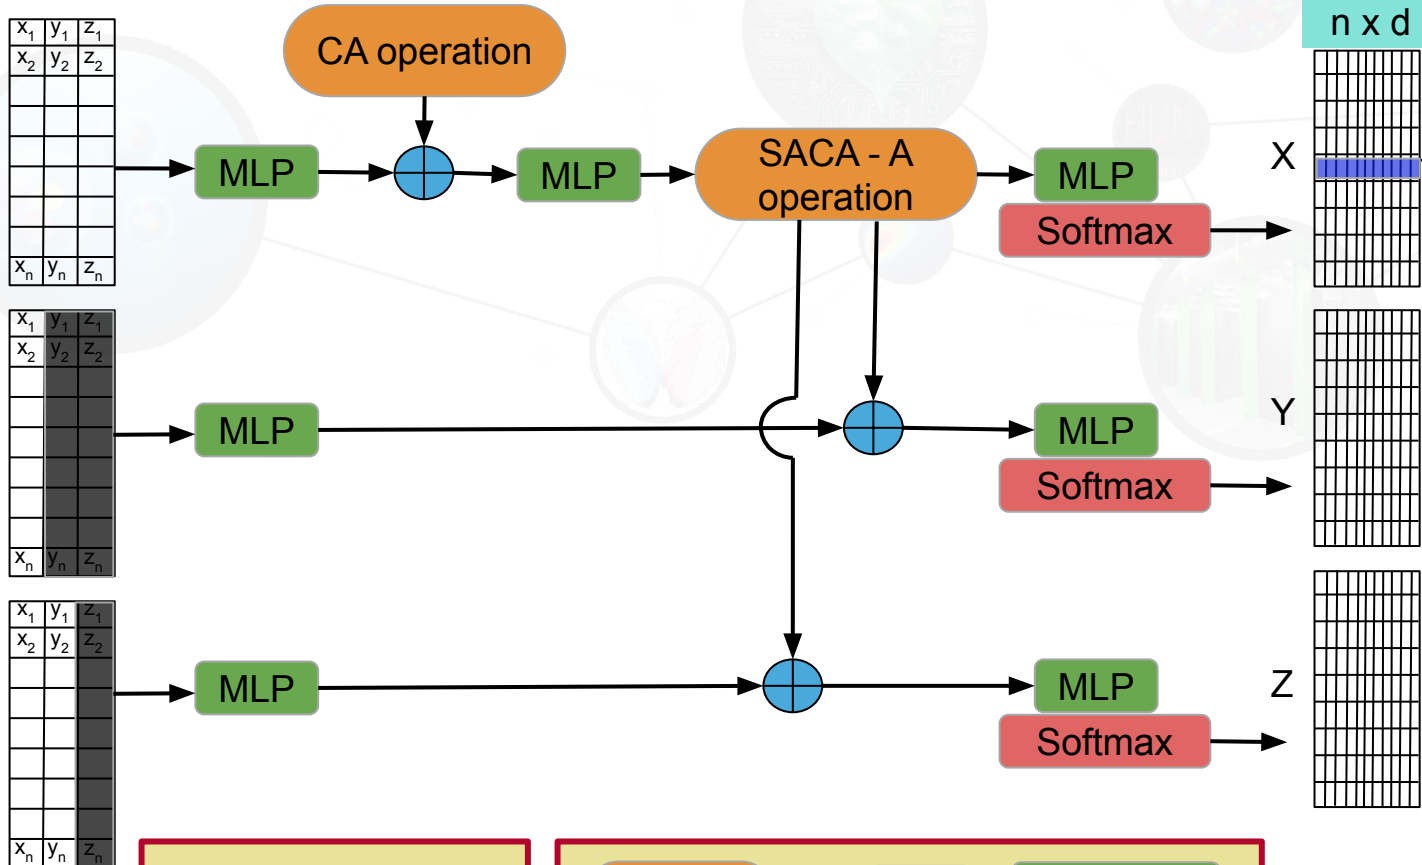 x₁ y₁ z₁
x₂ y₂ z₂
xₙ yₙ zₙ
CA operation
MLP
MLP
SACA - A
operation
MLP
Softmax
X
n x d
x₁ y₁ z₁
x₂ y₂ z₂
xₙ yₙ zₙ
MLP
MLP
Softmax
Y
x₁ y₁ z₁
x₂ y₂ z₂
xₙ yₙ zₙ
MLP
MLP
Softmax
Z